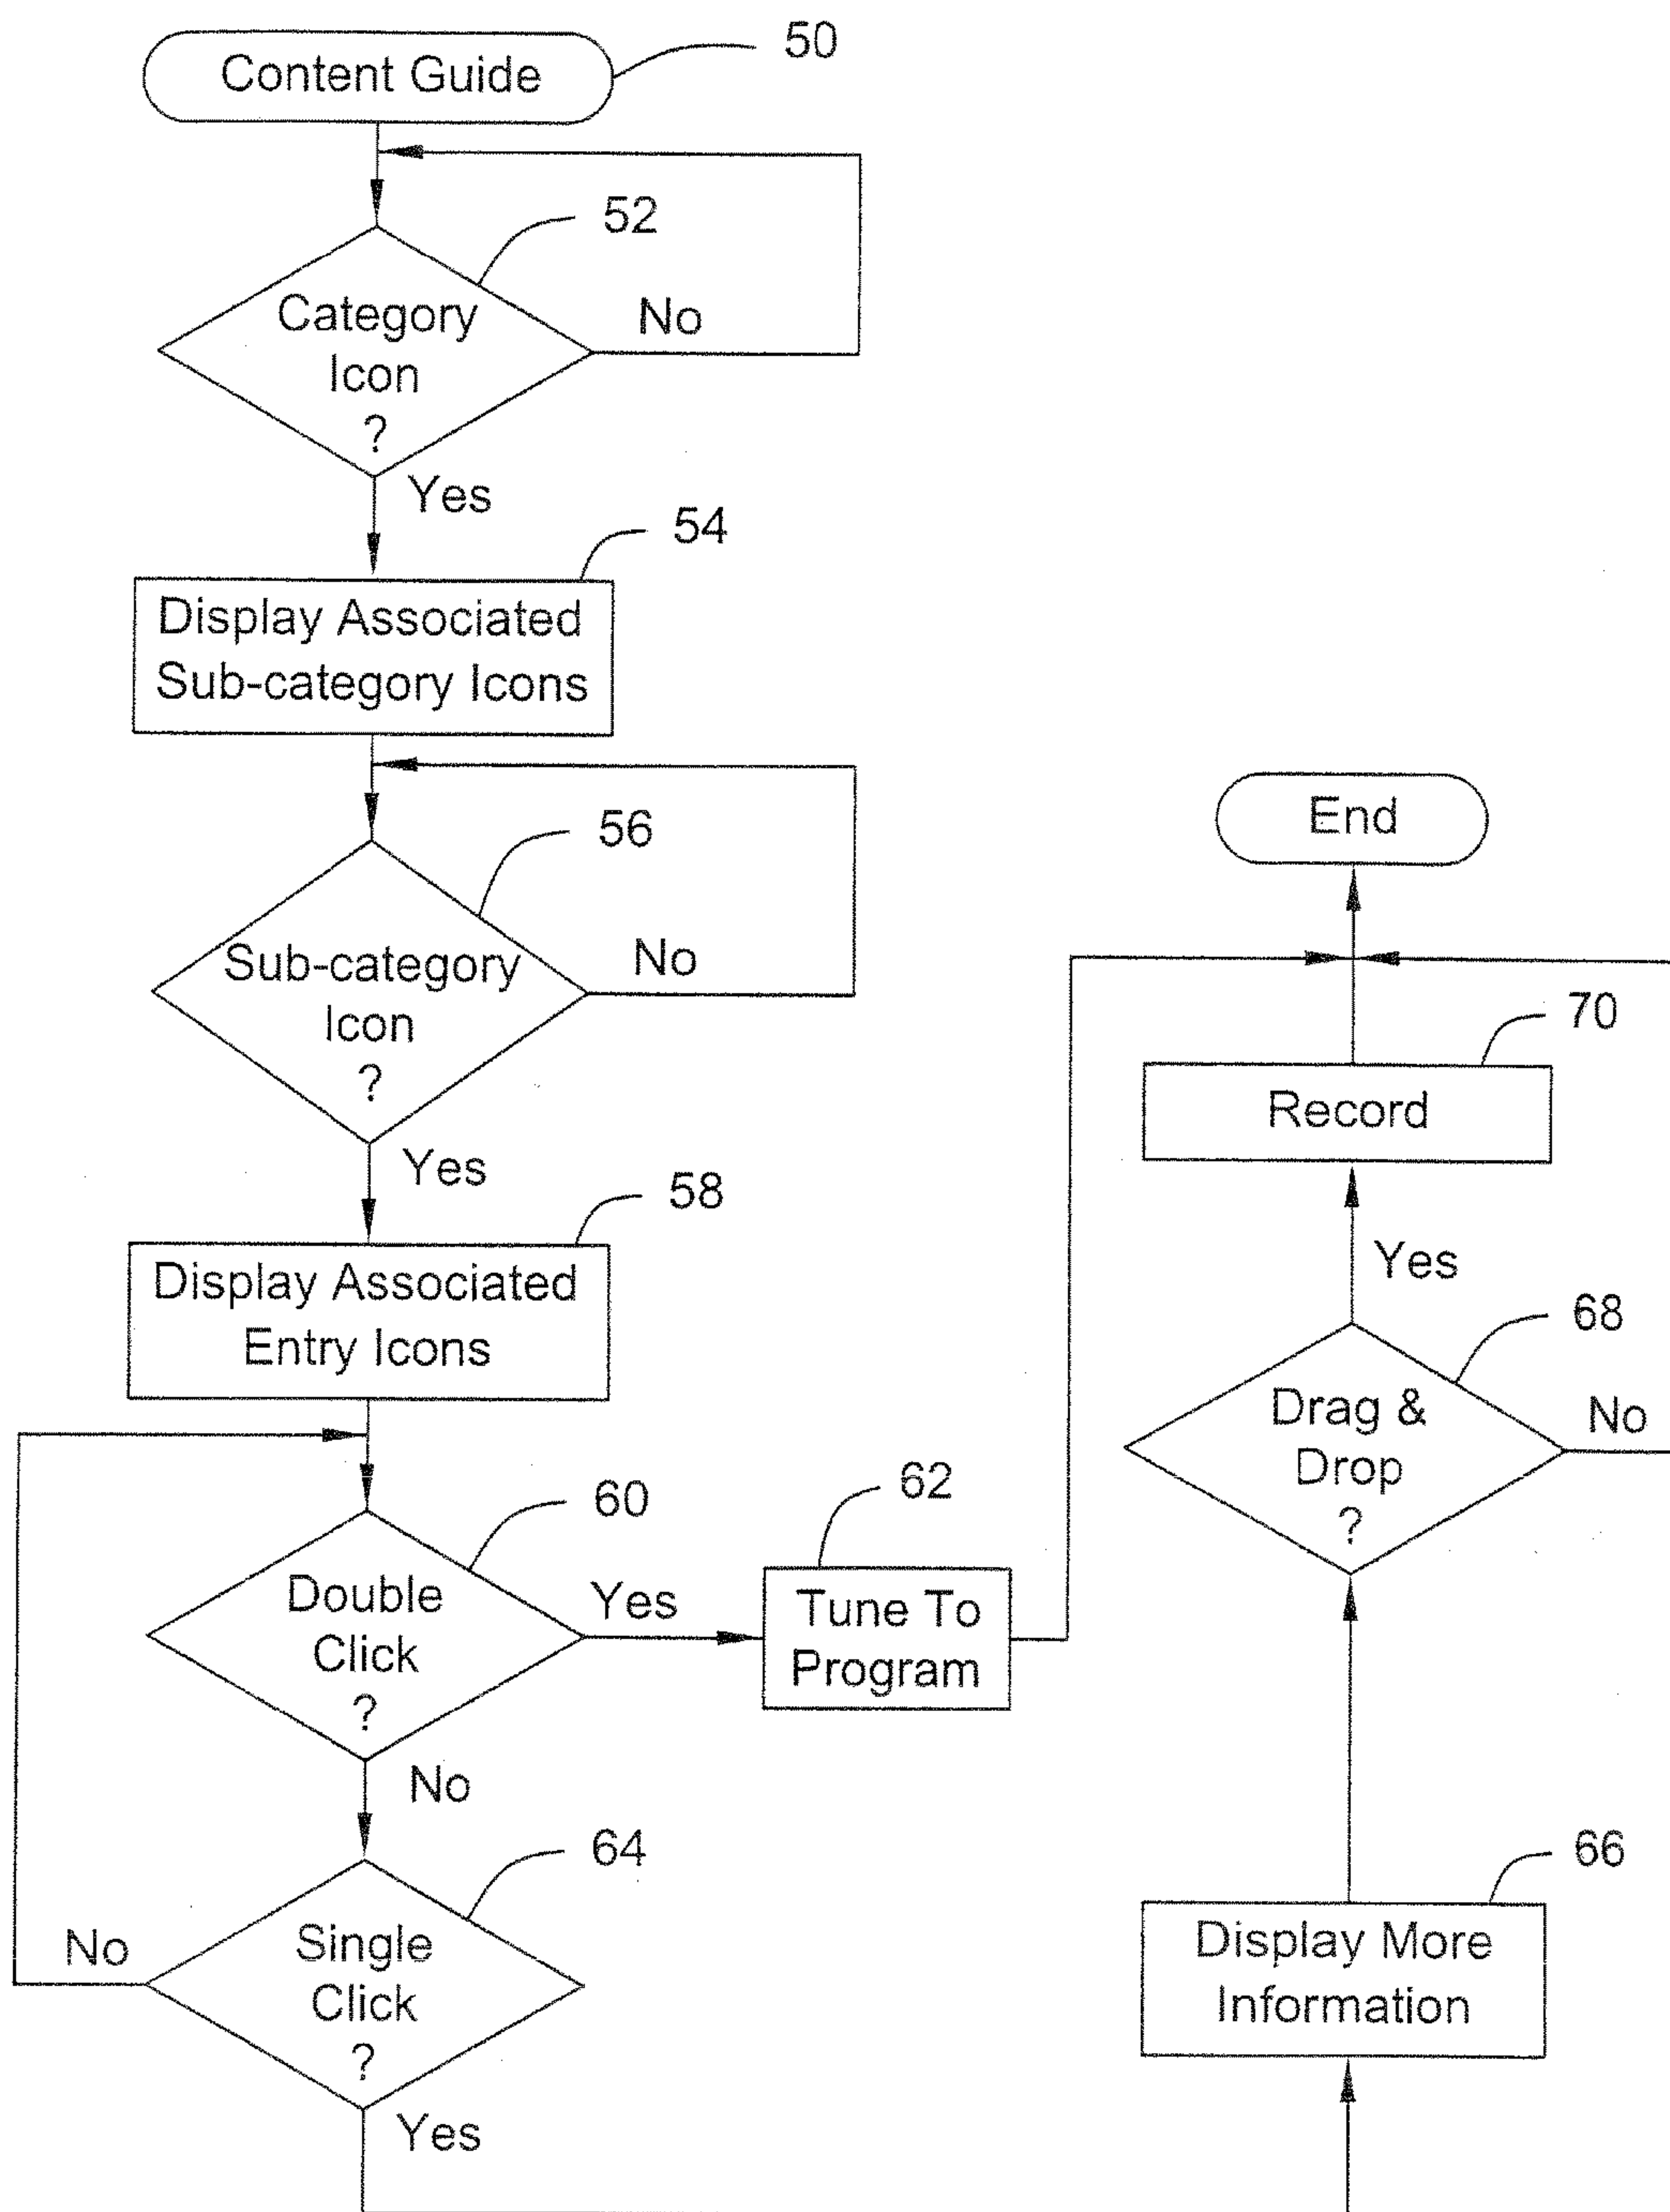 Content Guide
50
52
Category
Icon
?
No
Yes
54
Display Associated
Sub-category Icons
56
Sub-category
Icon
?
No
Yes
58
Display Associated
Entry Icons
60
Double
Click
?
Yes
62
Tune To
Program
No
64
Single
Click
?
No
Yes
End
70
Record
Yes
68
Drag &
Drop
?
No
66
Display More
Information